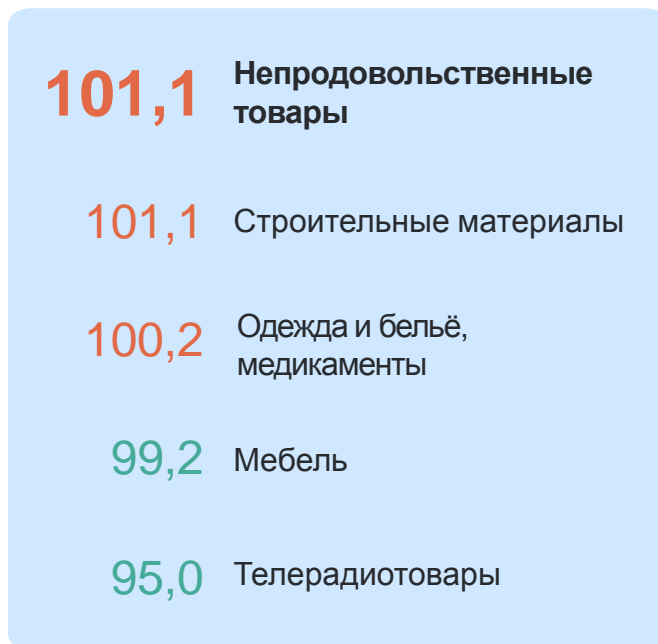 101,1 Непродовольственные
товары
101,1 Строительные материалы
100,2 Одежда и бельё,
медикаменты
99,2 Мебель
95,0 Телерадиотовары